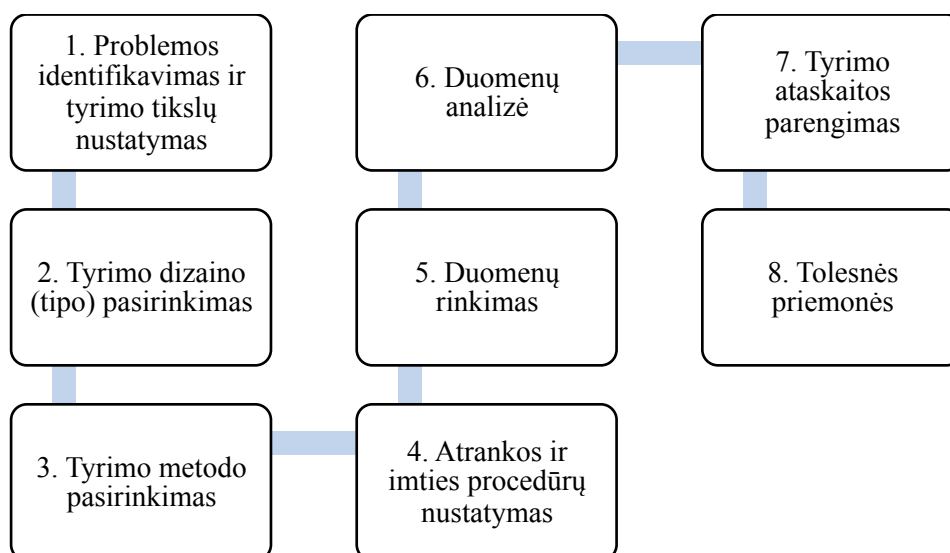 1. Problemos
identifikavimas ir
tyrimo tikslų
nustatymas
2. Tyrimo dizaino
(tipo) pasirinkimas
3. Tyrimo metodo
pasirinkimas
4. Atrankos ir
imties procedūrų
nustatymas
5. Duomenų
rinkimas
6. Duomenų
analizė
7. Tyrimo
ataskaitos
parengimas
8. Tolesnės
priemonės